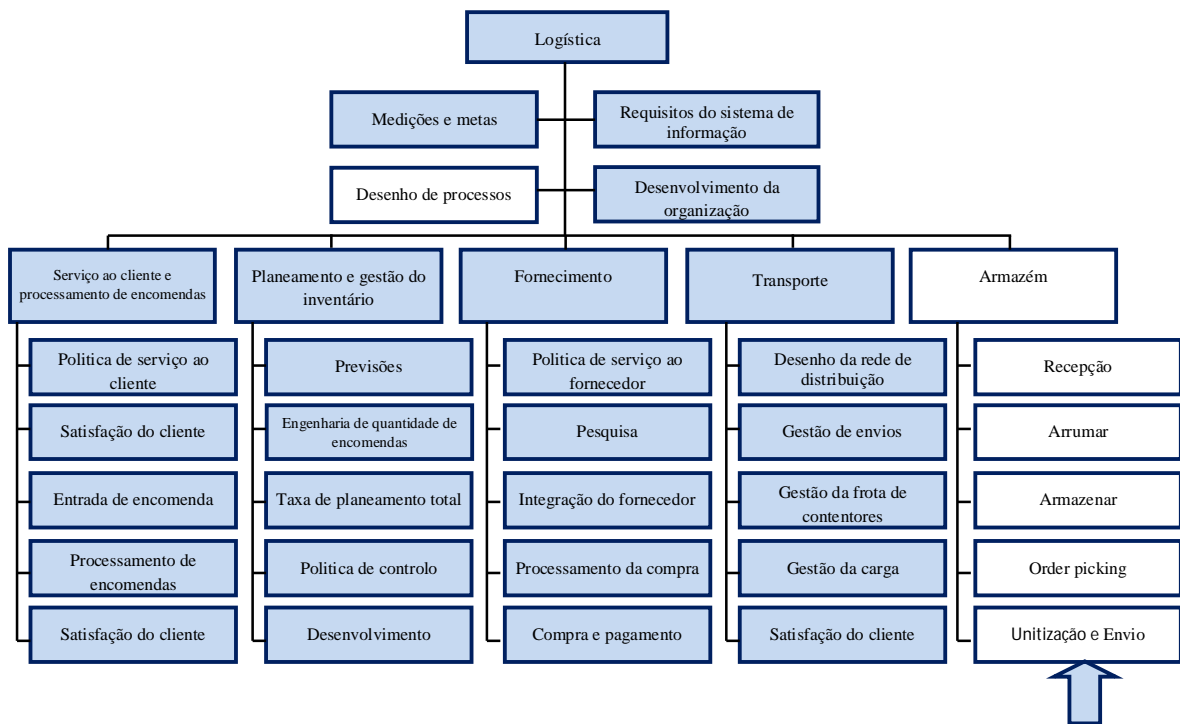 Logística
Medições e metas
Requisitos do sistema de
informação
Desenho de processos
Desenvolvimento da
organização
Serviço ao cliente e
processamento de encomendas
Planeamento e gestão do
inventário
Fornecimento
Transporte
Armazém
Politica de serviço ao
cliente
Previsões
Politica de serviço ao
fornecedor
Desenho da rede de
distribuição
Recepção
Satisfação do cliente
Engenharia de quantidade de
encomendas
Pesquisa
Gestão de envios
Arrumar
Entrada de encomenda
Taxa de planeamento total
Integração do fornecedor
Gestão da frota de
contentores
Armazenar
Processamento de
encomendas
Politica de controlo
Processamento da compra
Gestão da carga
Order picking
Satisfação do cliente
Desenvolvimento
Compra e pagamento
Satisfação do cliente
Unitização e Envio